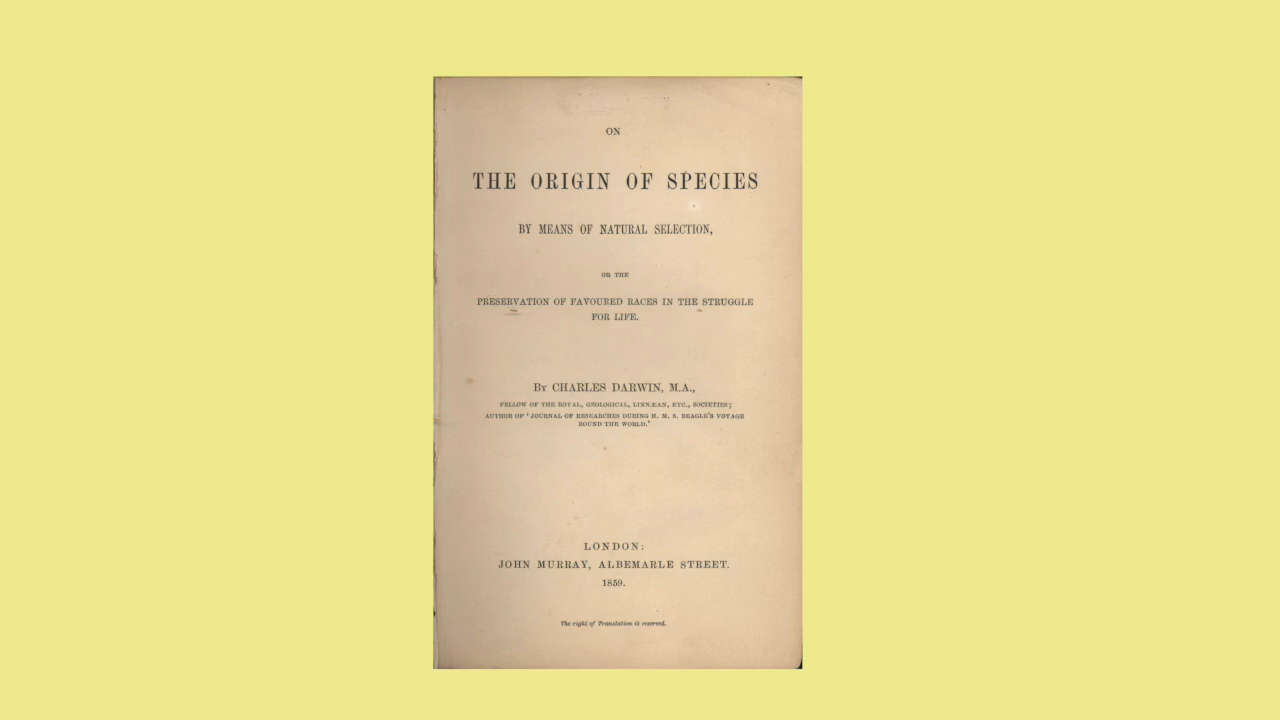 ON
THE ORIGIN OF SPECIES
BY MEANS OF NATURAL SELECTION,
OR THE
PRESERVATION OF FAVOURED RACES IN THE STRUGGLE
FOR LIFE.
By CHARLES DARWIN, M.A.,
FELLOW OF THE ROYAL, GEOLOGICAL, LINNÆAN, ETC., SOCIETIES;
AUTHOR OF 'JOURNAL OF RESEARCHES DURING H. M. S. BEAGLE'S VOYAGE
ROUND THE WORLD.'
LONDON:
JOHN MURRAY, ALBEMARLE STREET.
1859.
The right of Translation is reserved.